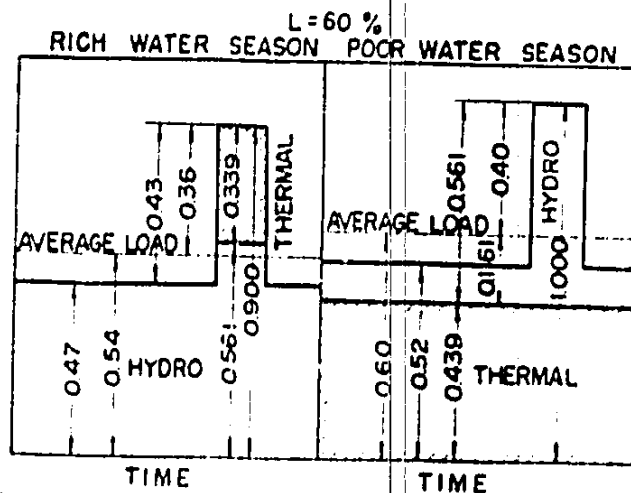 L=60 %
RICH WATER SEASON POOR WATER SEASON
0.43
0.36
0.339
THERMAL
AVERAGE LOAD
0.47
0.54
HYDRO
0.561
0.900
TIME
0.561
0.40
HYDRO
AVERAGE LOAD
0.161
1.000
0.60
0.52
0.439
THERMAL
TIME